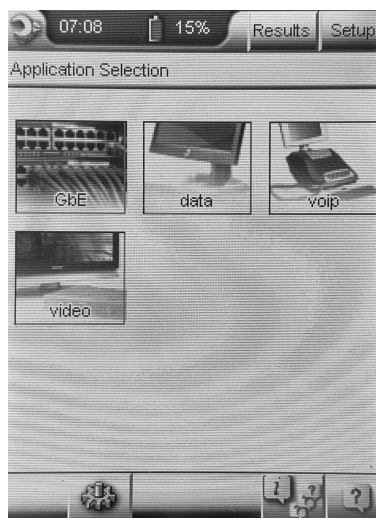 07:08 15% Results Setup
Application Selection
GbE data voip
video
i ? ?
?